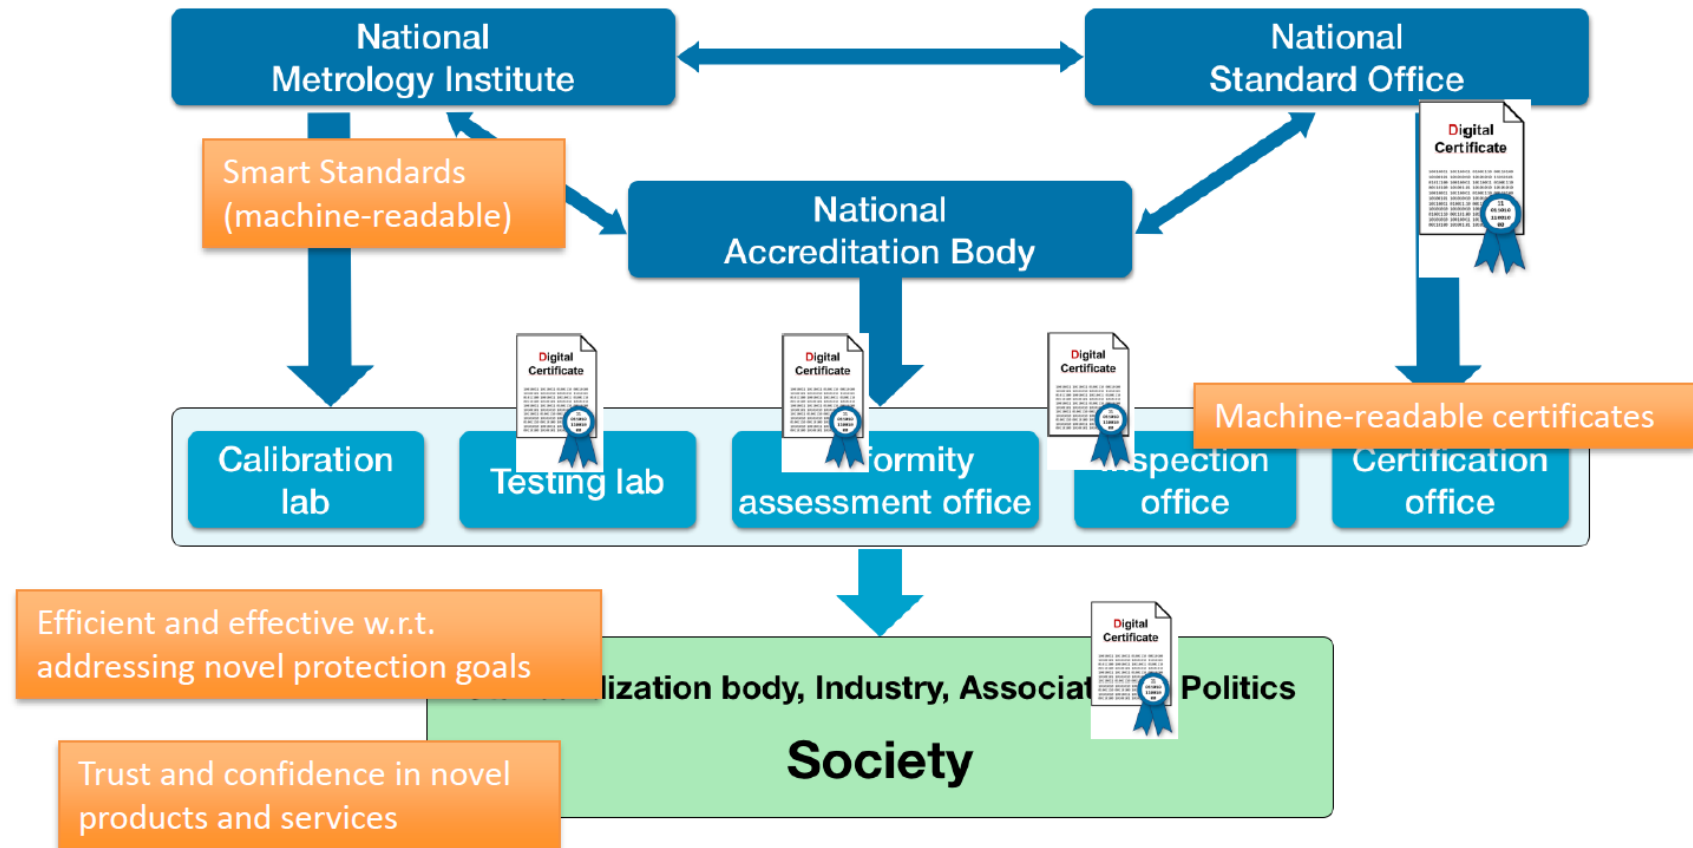 National
Metrology Institute
National
Standard Office
Smart Standards
(machine-readable)
National
Accreditation Body
Digital
Certificate
Digital
Certificate
Digital
Certificate
Digital
Certificate
Machine-readable certificates
Calibration
lab
Testing lab
formity
assessment office
spection
office
Certification
office
Efficient and effective w.r.t.
addressing novel protection goals
Digital
Certificate
dization body, Industry, Associat Politics
Society
Trust and confidence in novel
products and services